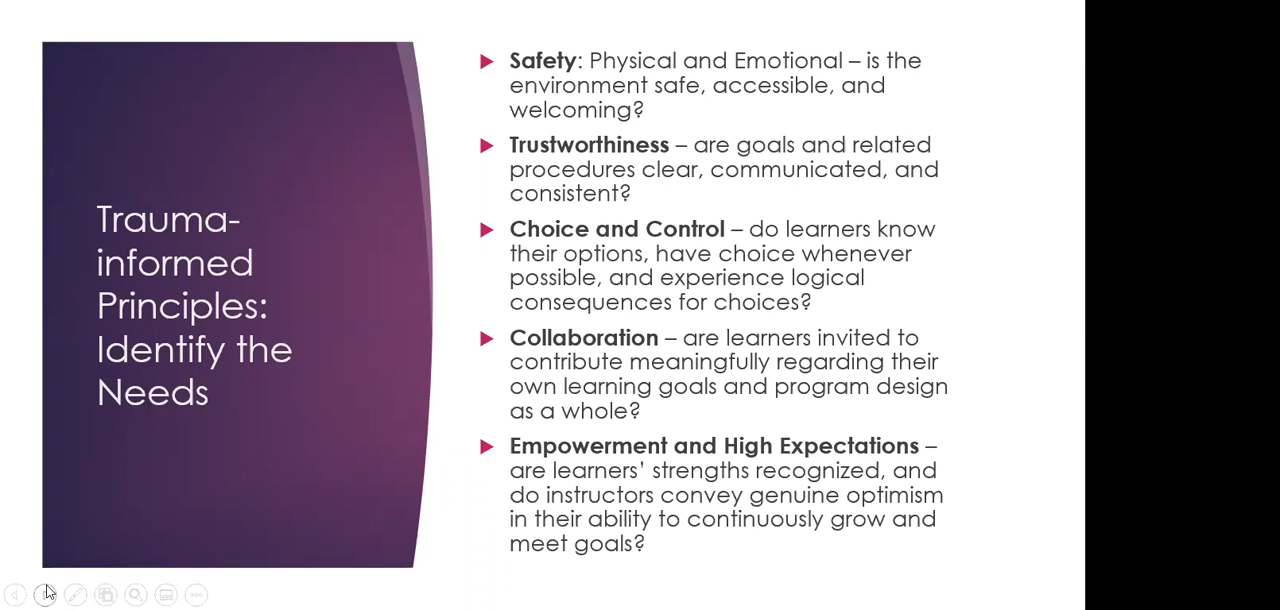 Trauma-
informed
Principles:
Identify the
Needs
Safety: Physical and Emotional – is the
environment safe, accessible, and
welcoming?
Trustworthiness – are goals and related
procedures clear, communicated, and
consistent?
Choice and Control – do learners know
their options, have choice whenever
possible, and experience logical
consequences for choices?
Collaboration – are learners invited to
contribute meaningfully regarding their
own learning goals and program design
as a whole?
Empowerment and High Expectations –
are learners’ strengths recognized, and
do instructors convey genuine optimism
in their ability to continuously grow and
meet goals?